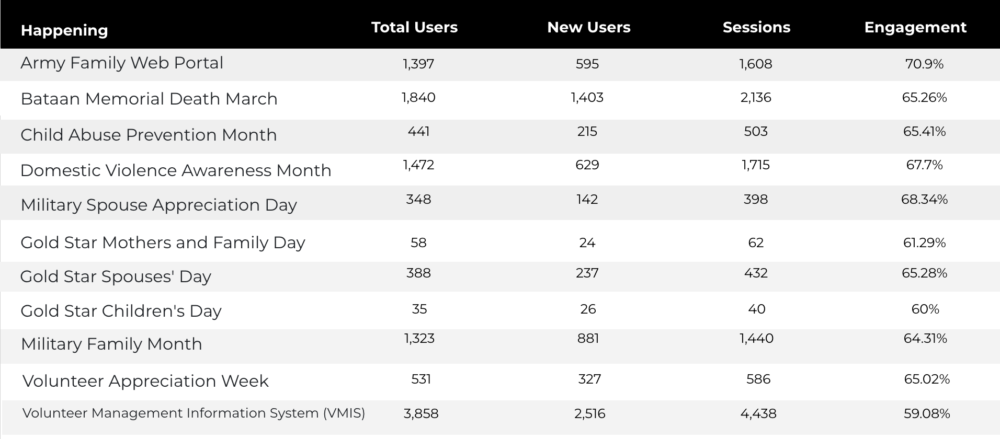 Happening Total Users New Users Sessions Engagement
Army Family Web Portal 1,397 595 1,608 70.9%
Bataan Memorial Death March 1,840 1,403 2,136 65.26%
Child Abuse Prevention Month 441 215 503 65.41%
Domestic Violence Awareness Month 1,472 629 1,715 67.7%
Military Spouse Appreciation Day 348 142 398 68.34%
Gold Star Mothers and Family Day 58 24 62 61.29%
Gold Star Spouses' Day 388 237 432 65.28%
Gold Star Children's Day 35 26 40 60%
Military Family Month 1,323 881 1,440 64.31%
Volunteer Appreciation Week 531 327 586 65.02%
Volunteer Management Information System (VMIS) 3,858 2,516 4,438 59.08%